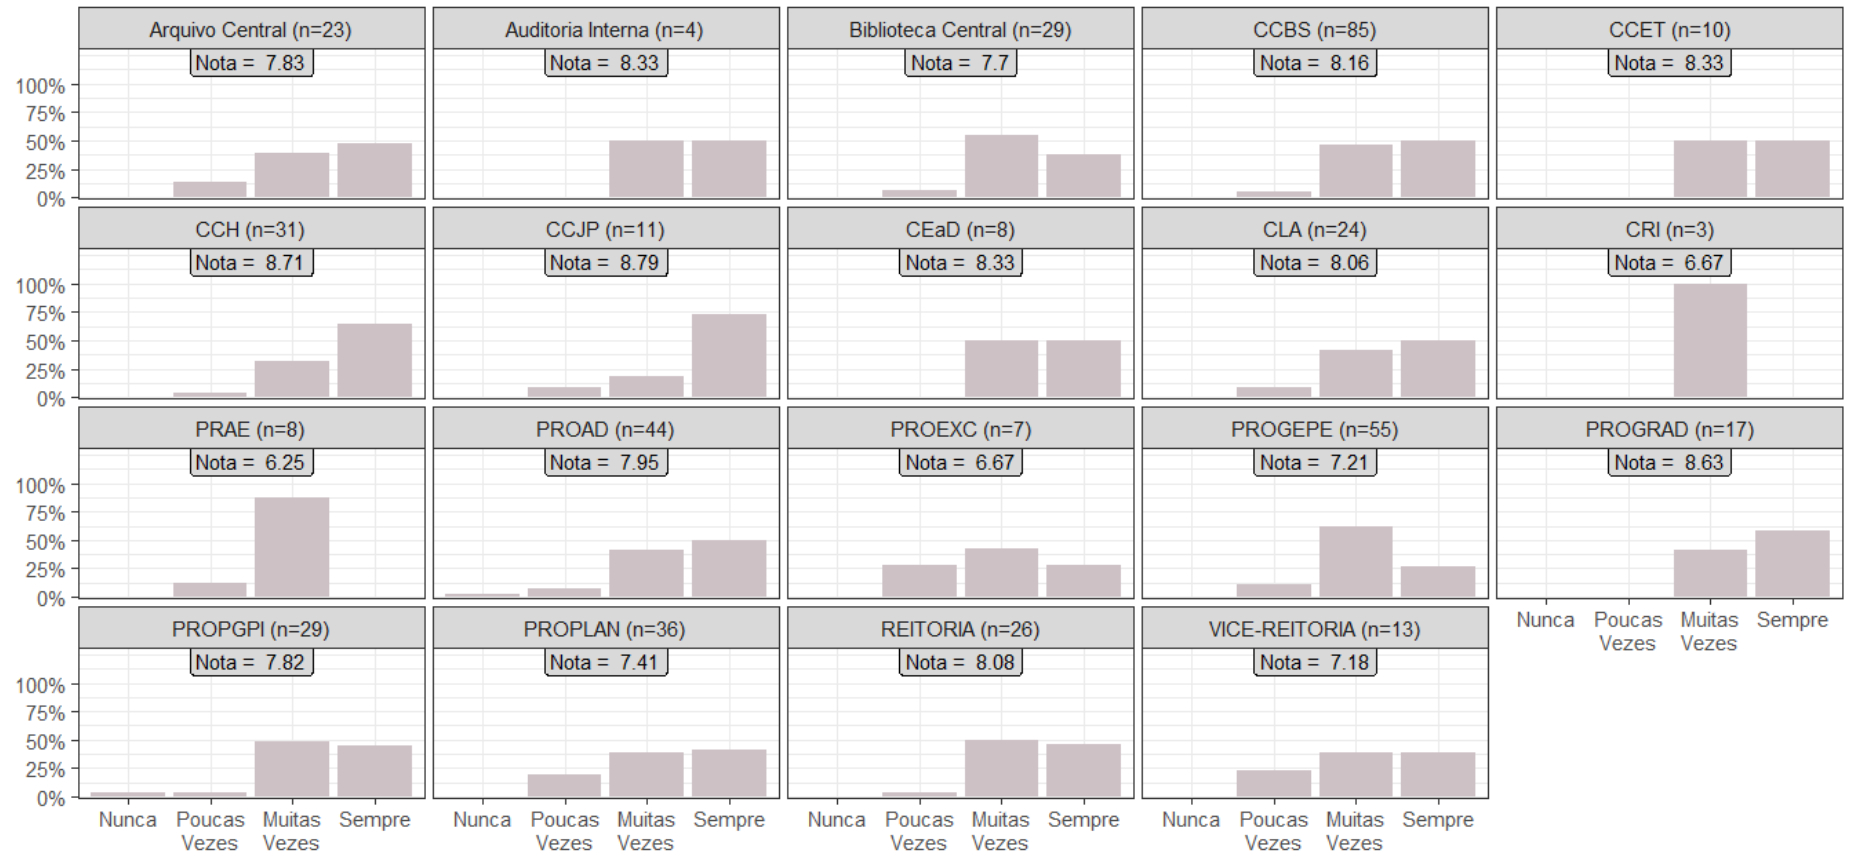 Arquivo Central (n=23)
Auditoria Interna (n=4)
Biblioteca Central (n=29)
CCBS (n=85)
CCET (n=10)
Nota = 7.83
Nota = 8.33
Nota = 7.7
Nota = 8.16
Nota = 8.33
100%
75%
50%
25%
0%
CCH (n=31)
CCJP (n=11)
CEaD (n=8)
CLA (n=24)
CRI (n=3)
Nota = 8.71
Nota = 8.79
Nota = 8.33
Nota = 8.06
Nota = 6.67
100%
75%
50%
25%
0%
PRAE (n=8)
PROAD (n=44)
PROEXC (n=7)
PROGEPE (n=55)
PROGRAD (n=17)
Nota = 6.25
Nota = 7.95
Nota = 6.67
Nota = 7.21
Nota = 8.63
100%
75%
50%
25%
0%
Nunca
Poucas
Vezes
Muitas
Vezes
Sempre
PROPGPI (n=29)
PROPLAN (n=36)
REITORIA (n=26)
VICE-REITORIA (n=13)
Nota = 7.82
Nota = 7.41
Nota = 8.08
Nota = 7.18
100%
75%
50%
25%
0%
Nunca
Poucas
Vezes
Muitas
Vezes
Sempre
Nunca
Poucas
Vezes
Muitas
Vezes
Sempre
Nunca
Poucas
Vezes
Muitas
Vezes
Sempre
Nunca
Poucas
Vezes
Muitas
Vezes
Sempre